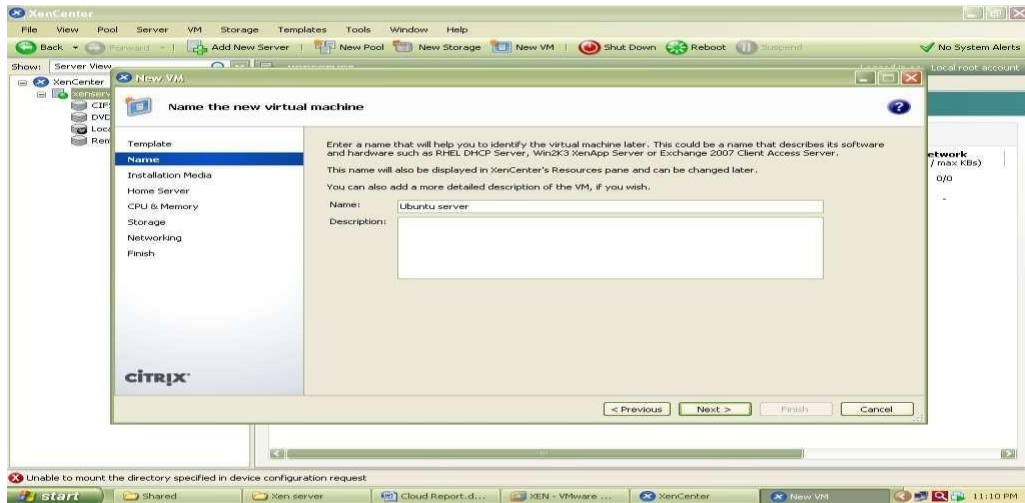 XenCenter
File View Pool Server VM Storage Templates Tools Window Help
Back Forward Add New Server New Pool New Storage New VM Shut Down Reboot Suspend No System Alerts
Show: Server View Local root account
XenCenter
xenserv
CIF
DVD
Loca
Rem
New VM
Name the new virtual machine
Template
Name
Installation Media
Home Server
CPU & Memory
Storage
Networking
Finish
CITRIX
Enter a name that will help you to identify the virtual machine later. This could be a name that describes its software
and hardware such as RHEL DHCP Server, Win2K3 XenApp Server or Exchange 2007 Client Access Server.
This name will also be displayed in XenCenter's Resources pane and can be changed later.
You can also add a more detailed description of the VM, if you wish.
Name: Ubuntu server
Description:
etwork
/ max KBs)
0/0
-
< Previous Next > Finish Cancel
Unable to mount the directory specified in device configuration request
start Shared Xen server Cloud Report.d... XEN - VMware ... XenCenter New VM 11:10 PM